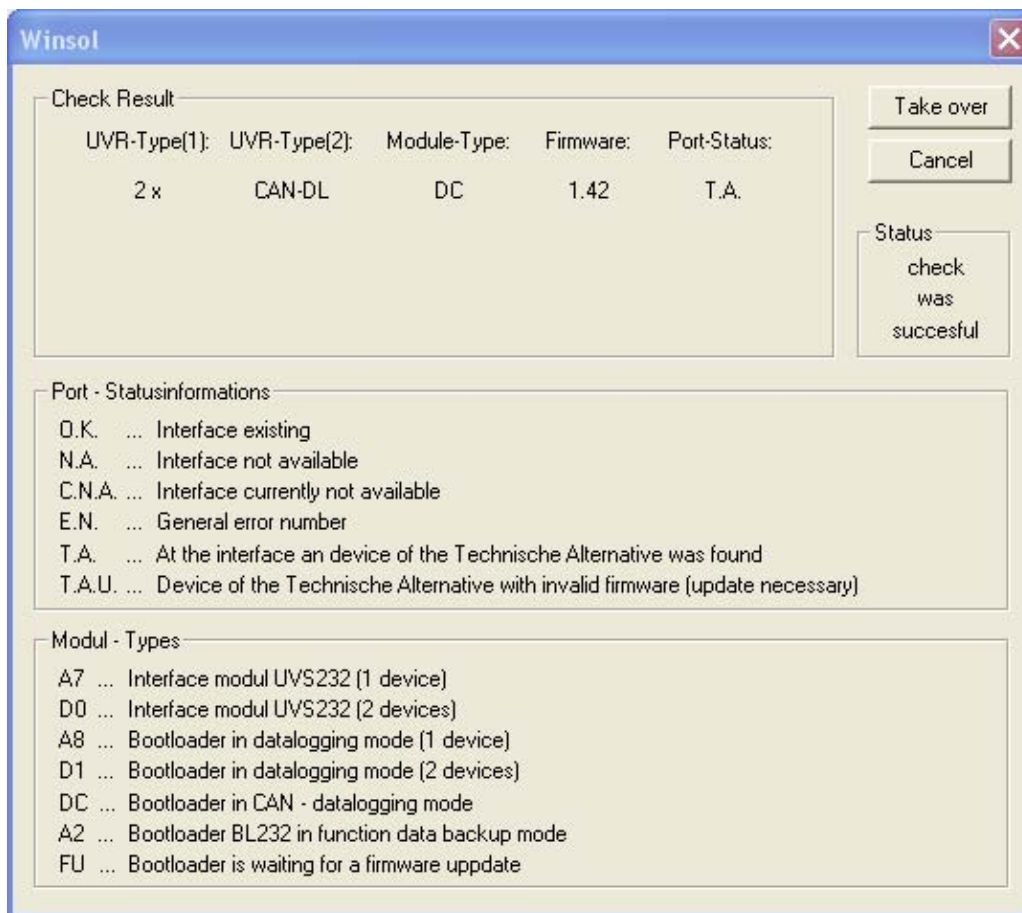 Winsol
Check Result
UVR-Type(1): UVR-Type(2): Module-Type: Firmware: Port-Status:
2 x CAN-DL DC 1.42 T.A.
Take over
Cancel
Status
check
was
succesful
Port - Statusinformations
O.K. ... Interface existing
N.A. ... Interface not available
C.N.A. ... Interface currently not available
E.N. ... General error number
T.A. ... At the interface an device of the Technische Alternative was found
T.A.U. ... Device of the Technische Alternative with invalid firmware (update necessary)
Modul - Types
A7 ... Interface modul UVS232 (1 device)
D0 ... Interface modul UVS232 (2 devices)
A8 ... Bootloader in datalogging mode (1 device)
D1 ... Bootloader in datalogging mode (2 devices)
DC ... Bootloader in CAN - datalogging mode
A2 ... Bootloader BL232 in function data backup mode
FU ... Bootloader is waiting for a firmware uppdate